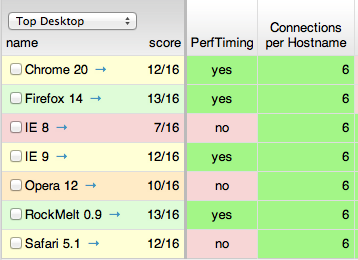 Top Desktop
name score PerfTiming Connections per Hostname
Chrome 20 → 12/16 yes 6
Firefox 14 → 13/16 yes 6
IE 8 → 7/16 no 6
IE 9 → 12/16 yes 6
Opera 12 → 10/16 no 6
RockMelt 0.9 → 13/16 yes 6
Safari 5.1 → 12/16 no 6